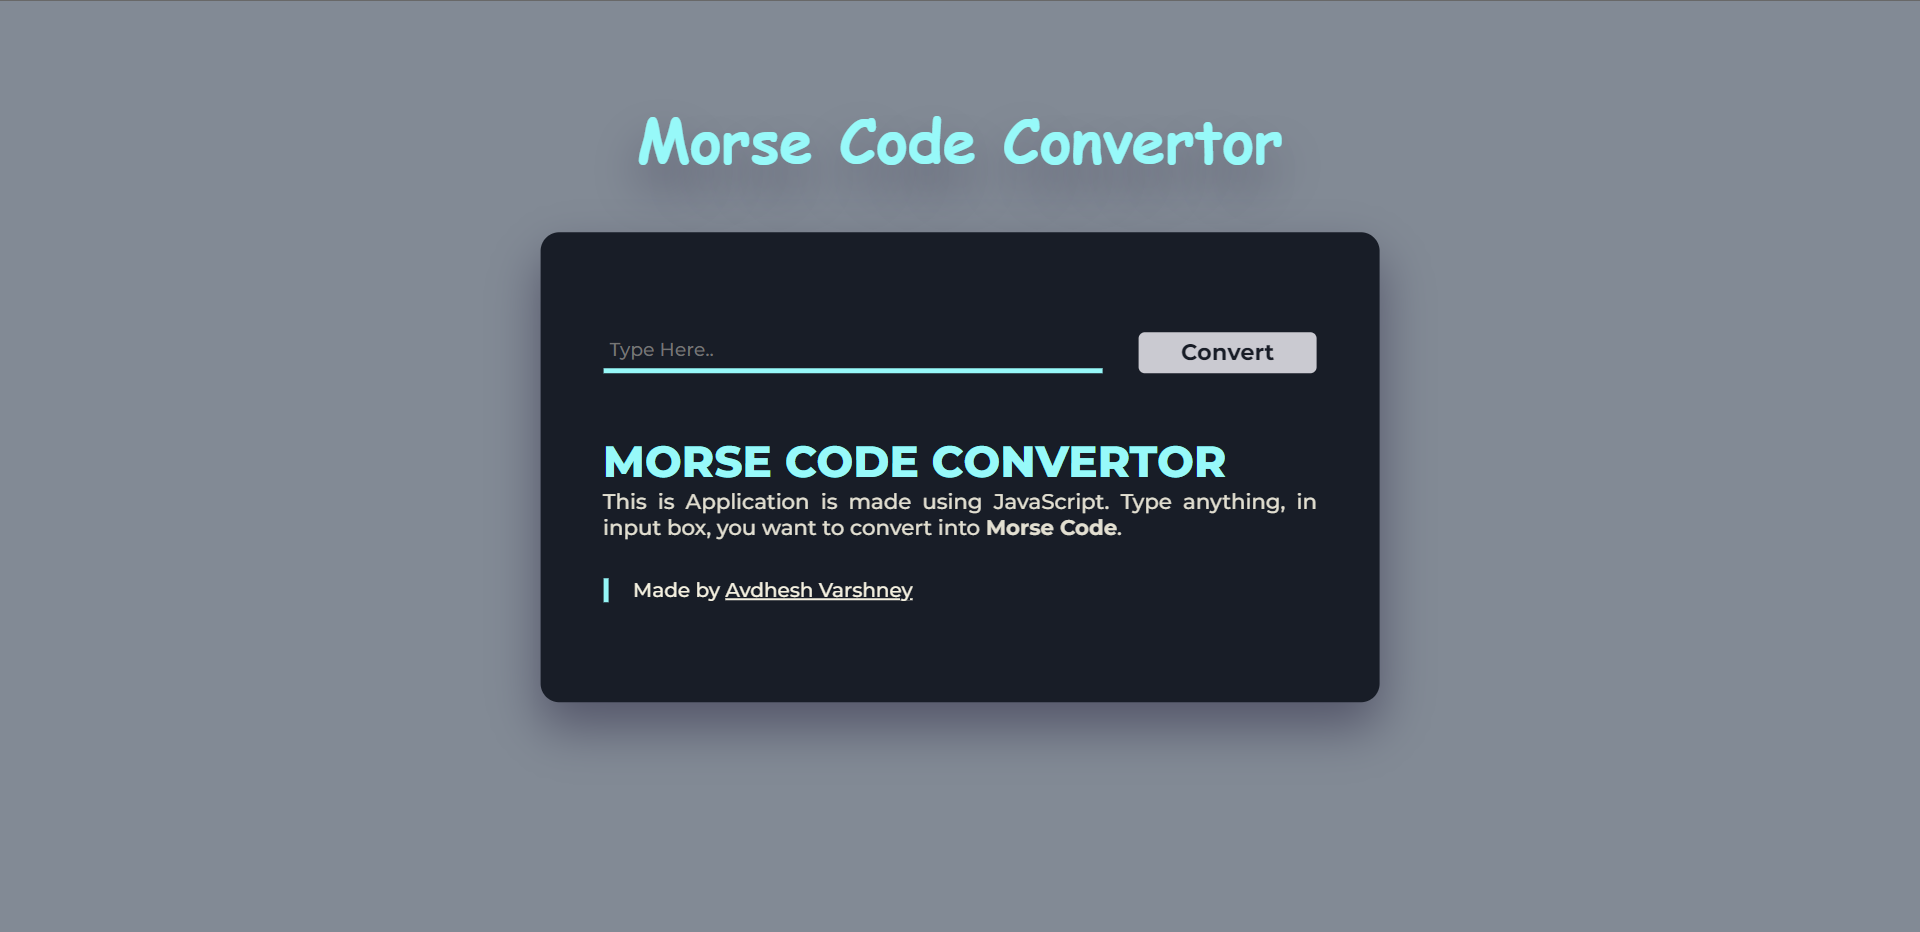 Morse Code Convertor
Type Here..
Convert
MORSE CODE CONVERTOR
This is Application is made using JavaScript. Type anything, in
input box, you want to convert into Morse Code.
Made by Avdhesh Varshney